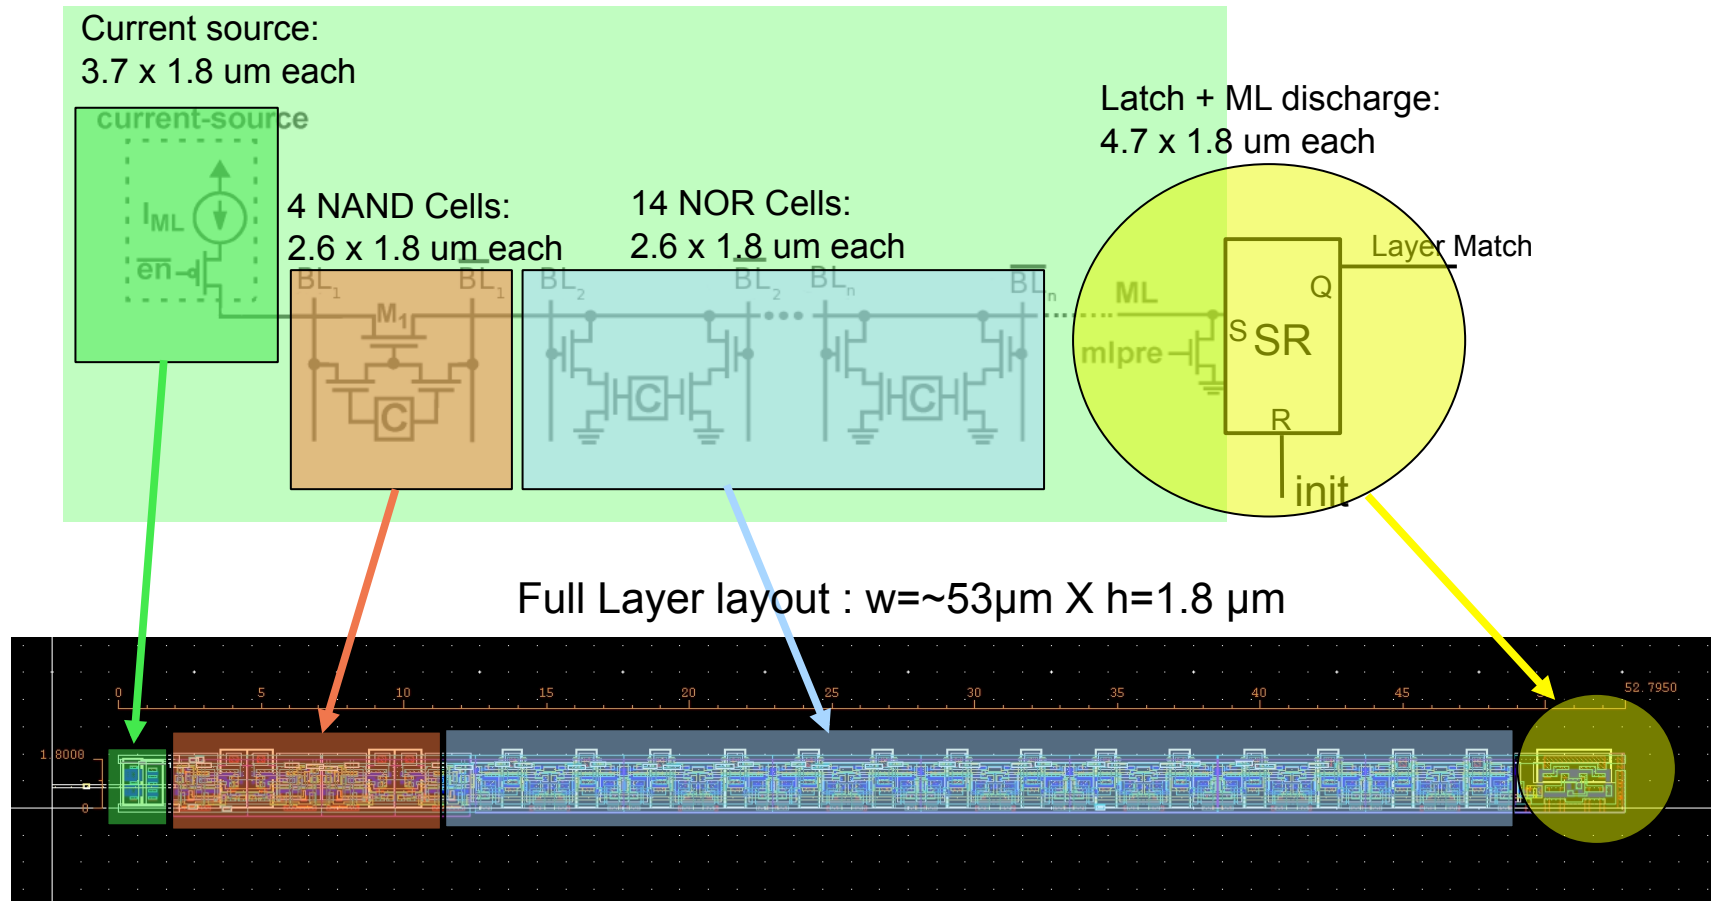 Current source:
3.7 x 1.8 um each
current-source
I_ML
en
4 NAND Cells:
2.6 x 1.8 um each
BL1
BL1
M1
C
14 NOR Cells:
2.6 x 1.8 um each
BL2
BL2
BLn
BLn
C
C
Latch + ML discharge:
4.7 x 1.8 um each
ML
mlpre
S
SR
Q
R
Layer Match
init
Full Layer layout : w=~53µm X h=1.8 µm
0 5 10 15 20 25 30 35 40 45 52.7950
1.8008
0